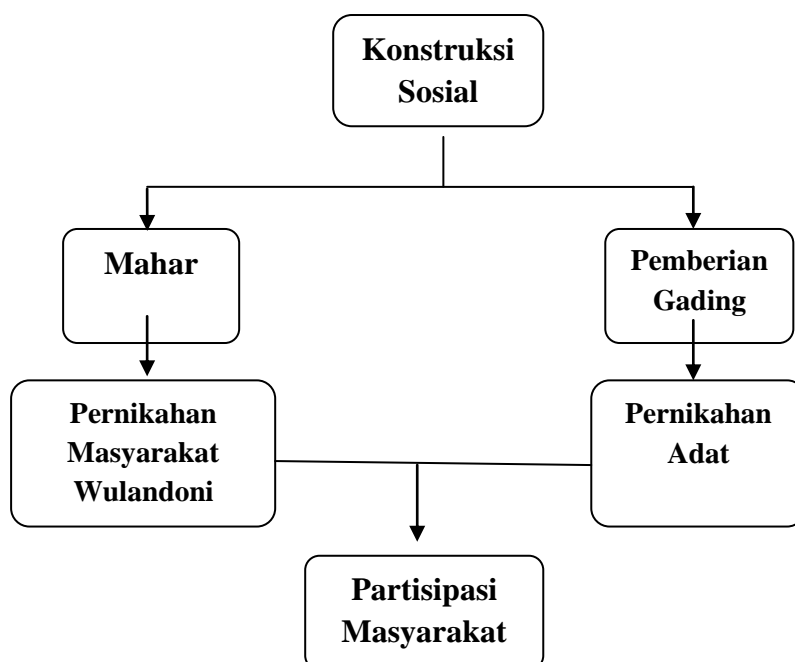 Konstruksi
Sosial
Mahar
Pemberian
Gading
Pernikahan
Masyarakat
Wulandoni
Pernikahan
Adat
Partisipasi
Masyarakat